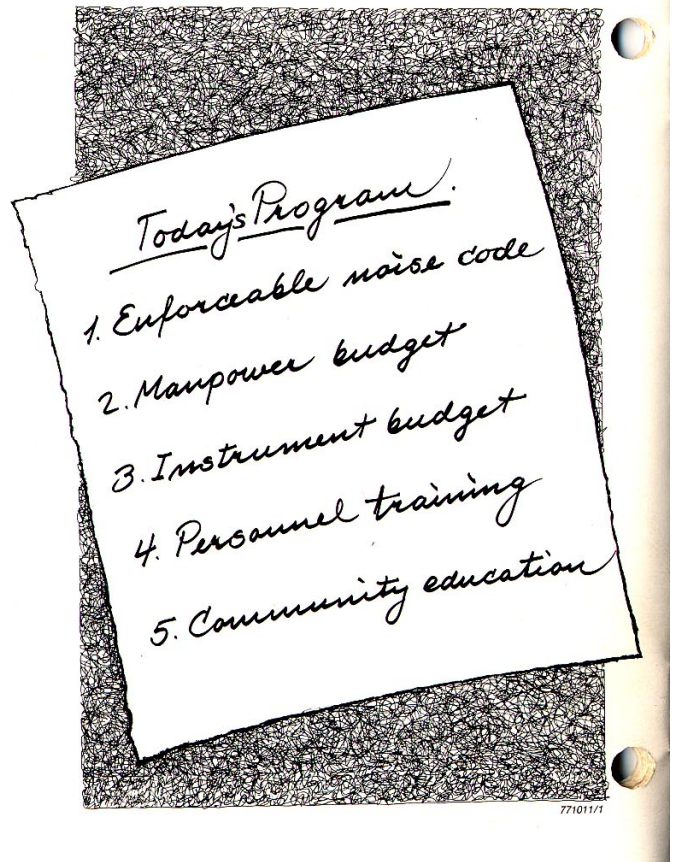 Today's Program.
1. Enforceable noise code
2. Manpower budget
3. Instrument budget
4. Personnel training
5. Community education
771011/1